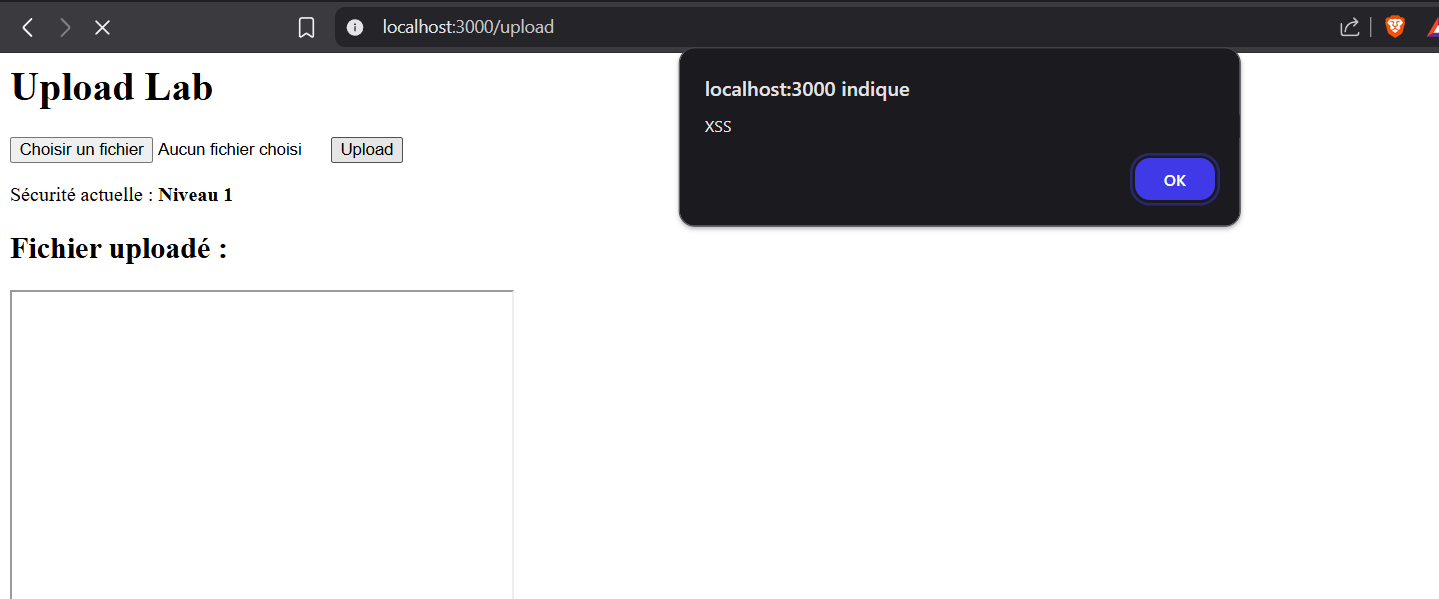 localhost:3000/upload
localhost:3000 indique
XSS
OK
Upload Lab
Choisir un fichier Aucun fichier choisi Upload
Sécurité actuelle : Niveau 1
Fichier uploadé :